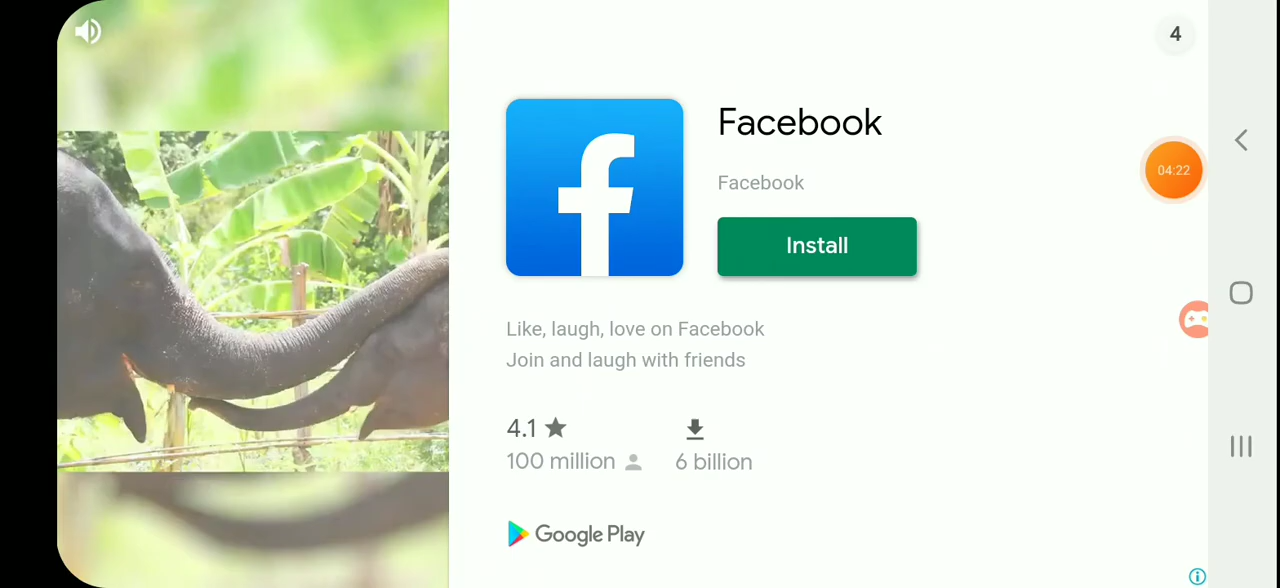 4
Facebook
Facebook
04:22
Install
Like, laugh, love on Facebook
Join and laugh with friends
4.1
100 million
6 billion
Google Play